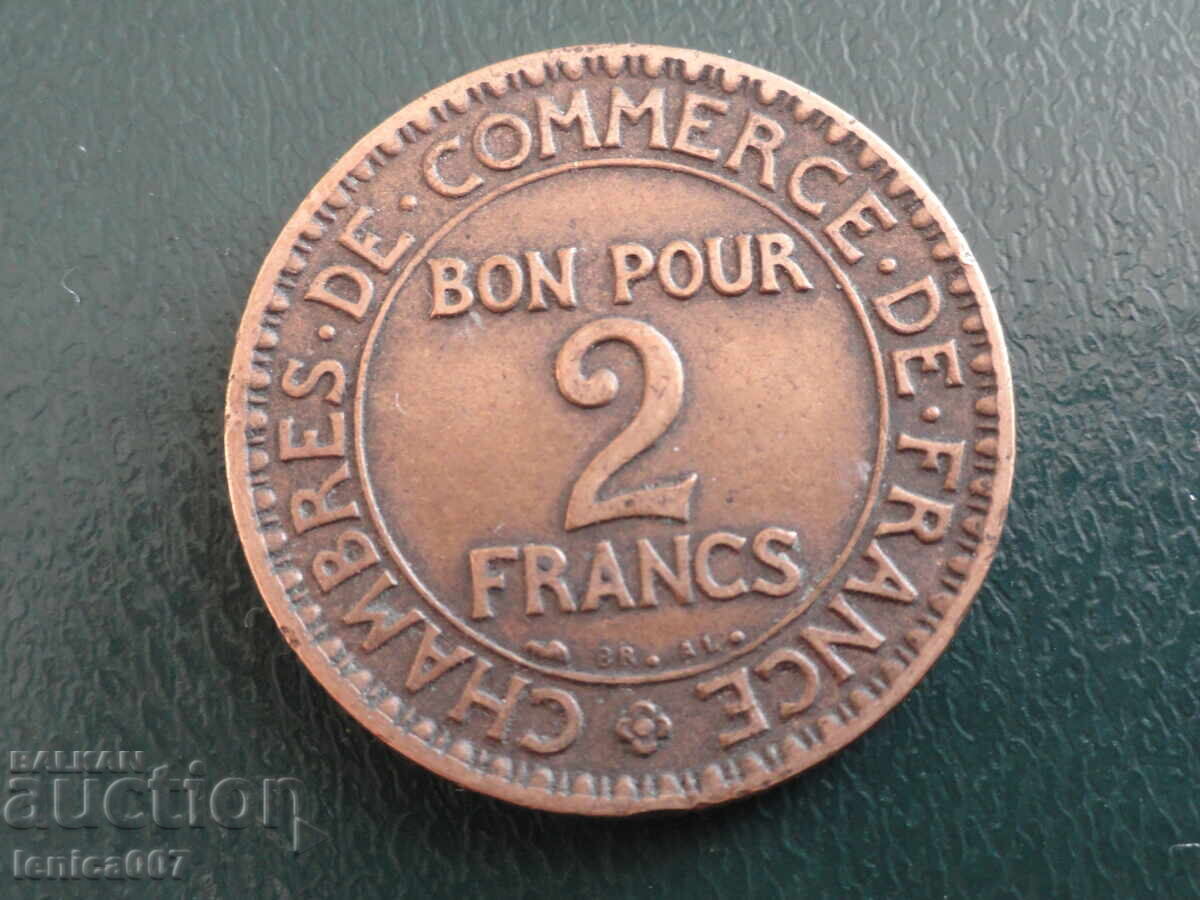 CHAMBRES · DE · COMMERCE · DE · FRANCE
BON POUR
2
FRANCS
BR. AL.
BALKAN
auction
lenica007